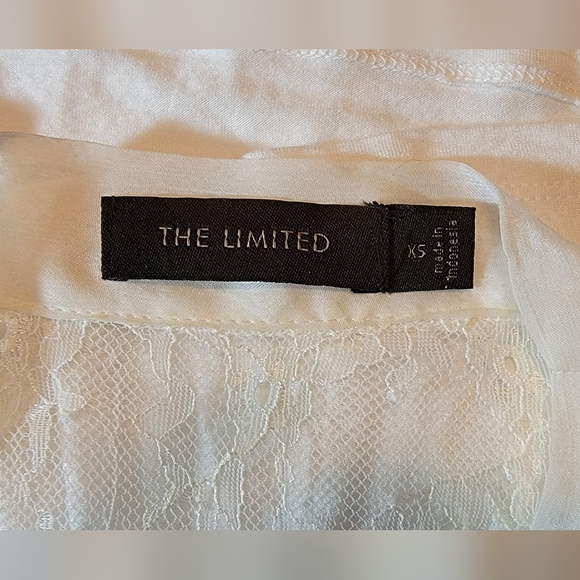 THE LIMITED
XS
made in
Indonesia